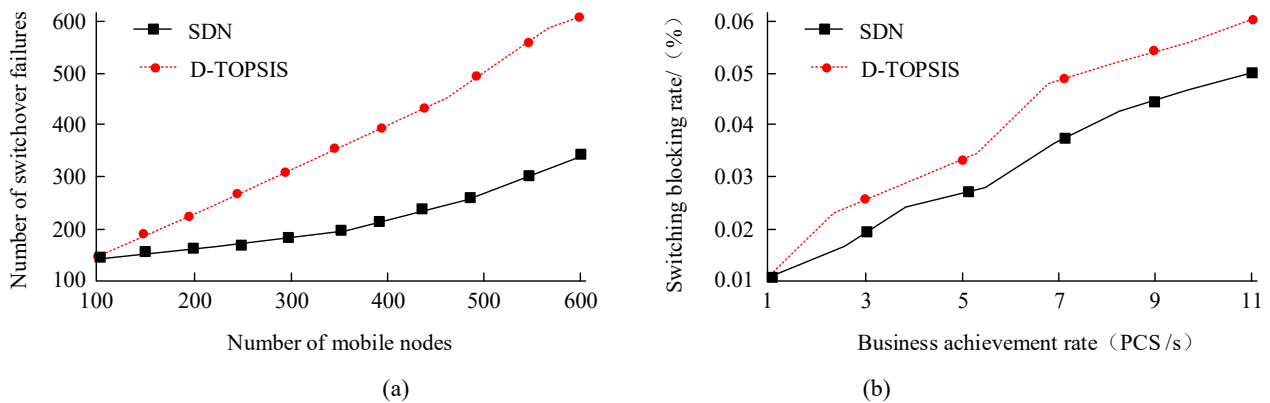 Number of switchover failures
600
500
400
300
200
100
SDN
D-TOPSIS
100 200 300 400 500 600
Number of mobile nodes
(a)
Switching blocking rate/（%）
0.06
0.05
0.04
0.03
0.02
0.01
SDN
D-TOPSIS
1 3 5 7 9 11
Business achievement rate（PCS /s）
(b)